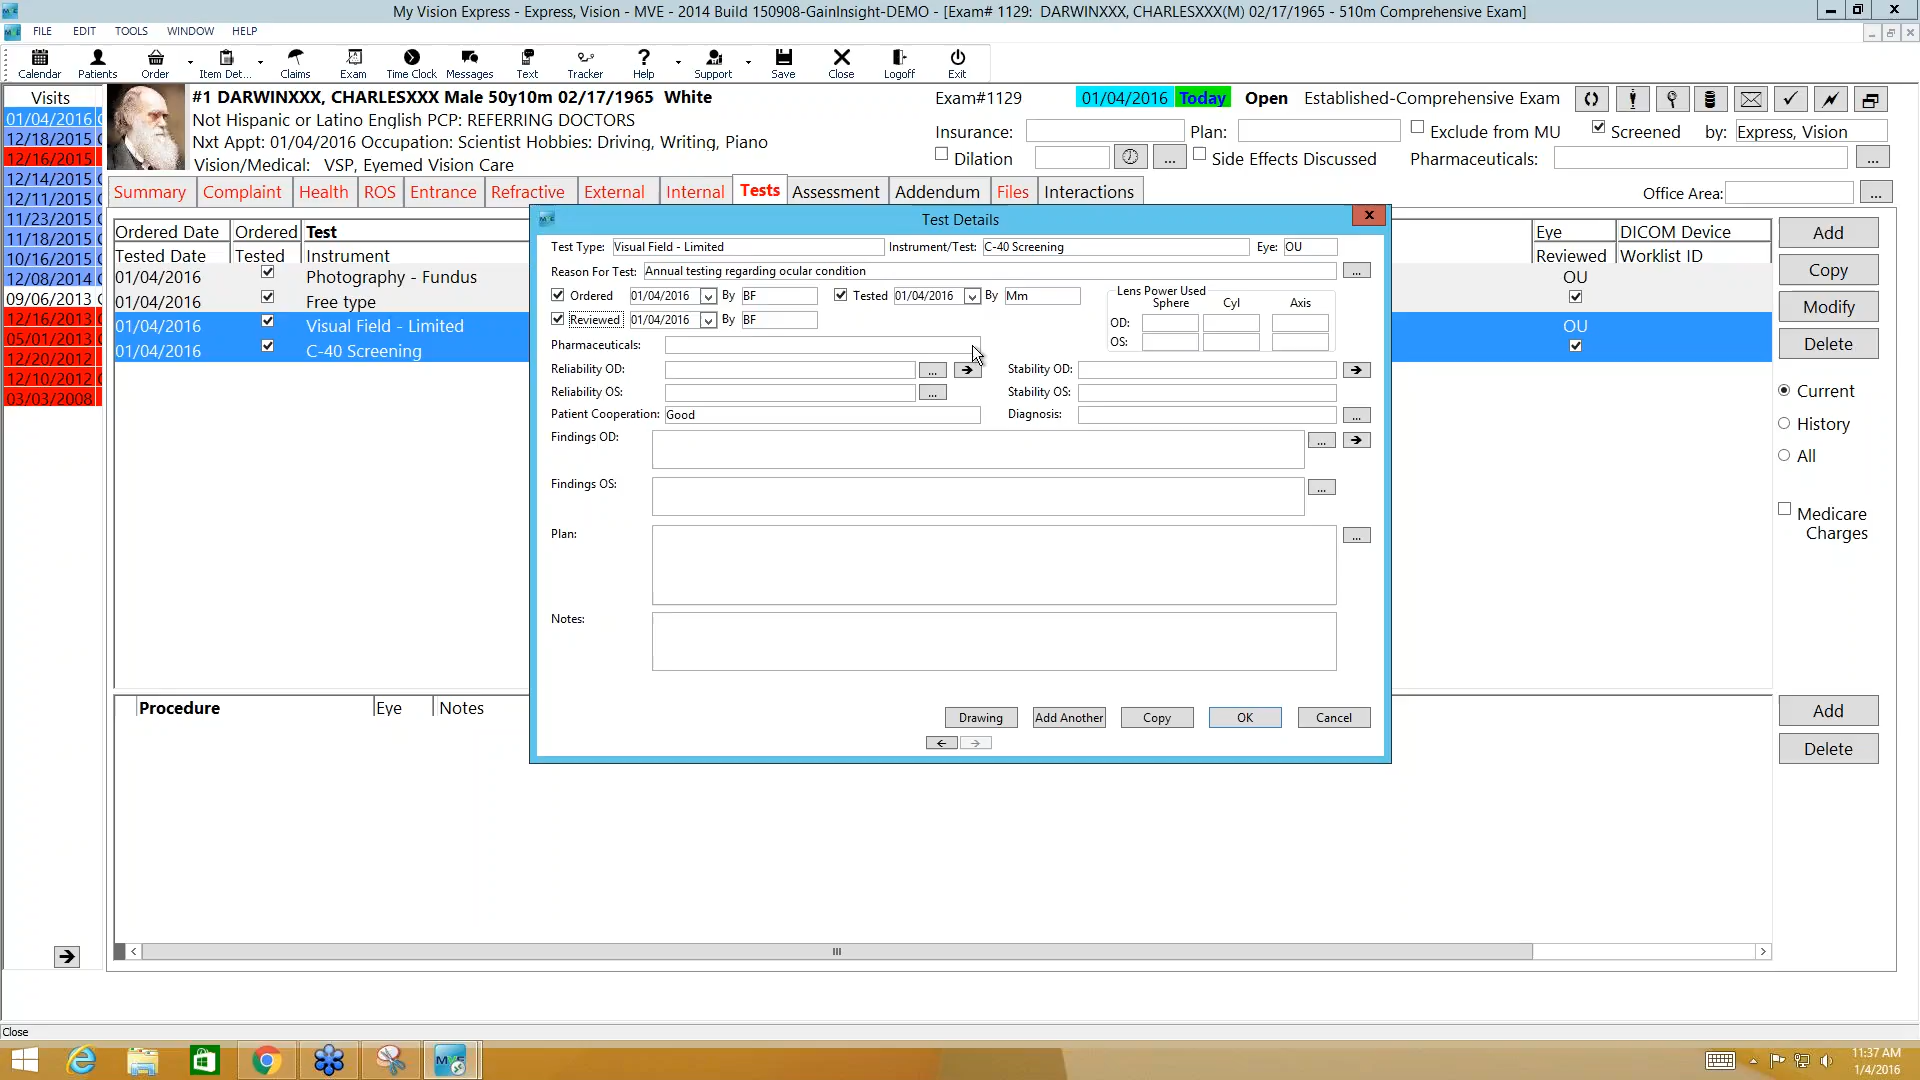 My Vision Express - Express, Vision - MVE - 2014 Build 150908-GainInsight-DEMO - [Exam# 1129: DARWINXXX, CHARLESXXX(M) 02/17/1965 - 510m Comprehensive Exam]
FILE EDIT TOOLS WINDOW HELP
Calendar Patients Order Item Det... Claims Exam Time Clock Messages Text Tracker Help Support Save Close Logoff Exit
Visits
01/04/2016
12/18/2015
12/16/2015
12/14/2015
12/11/2015
11/23/2015
11/18/2015
10/16/2015
12/08/2014
09/06/2013
12/16/2013
05/01/2013
12/20/2012
12/10/2012
03/03/2008
#1 DARWINXXX, CHARLESXXX Male 50y10m 02/17/1965 White
Not Hispanic or Latino English PCP: REFERRING DOCTORS
Nxt Appt: 01/04/2016 Occupation: Scientist Hobbies: Driving, Writing, Piano
Vision/Medical: VSP, Eyemed Vision Care
Exam#1129 01/04/2016 Today Open Established-Comprehensive Exam
Insurance: Plan: Exclude from MU Screened by: Express, Vision
Dilation ... Side Effects Discussed Pharmaceuticals: ...
Summary Complaint Health ROS Entrance Refractive External Internal Tests Assessment Addendum Files Interactions
Office Area: ...
Ordered Date Ordered Test Eye DICOM Device
Tested Date Tested Instrument Reviewed Worklist ID
01/04/2016 Photography - Fundus OU
01/04/2016 Free type
01/04/2016 Visual Field - Limited OU
01/04/2016 C-40 Screening
Test Details
Test Type: Visual Field - Limited Instrument/Test: C-40 Screening Eye: OU
Reason For Test: Annual testing regarding ocular condition ...
Ordered 01/04/2016 By BF Tested 01/04/2016 By Mm
Reviewed 01/04/2016 By BF
Lens Power Used
Sphere Cyl Axis
OD:
OS:
Pharmaceuticals:
Reliability OD: ... Stability OD:
Reliability OS: ... Stability OS:
Patient Cooperation: Good Diagnosis: ...
Findings OD: ...
Findings OS: ...
Plan: ...
Notes:
Drawing Add Another Copy OK Cancel
Add
Copy
Modify
Delete
Current
History
All
Medicare
Charges
Procedure Eye Notes
Add
Delete
Close
11:37 AM
1/4/2016